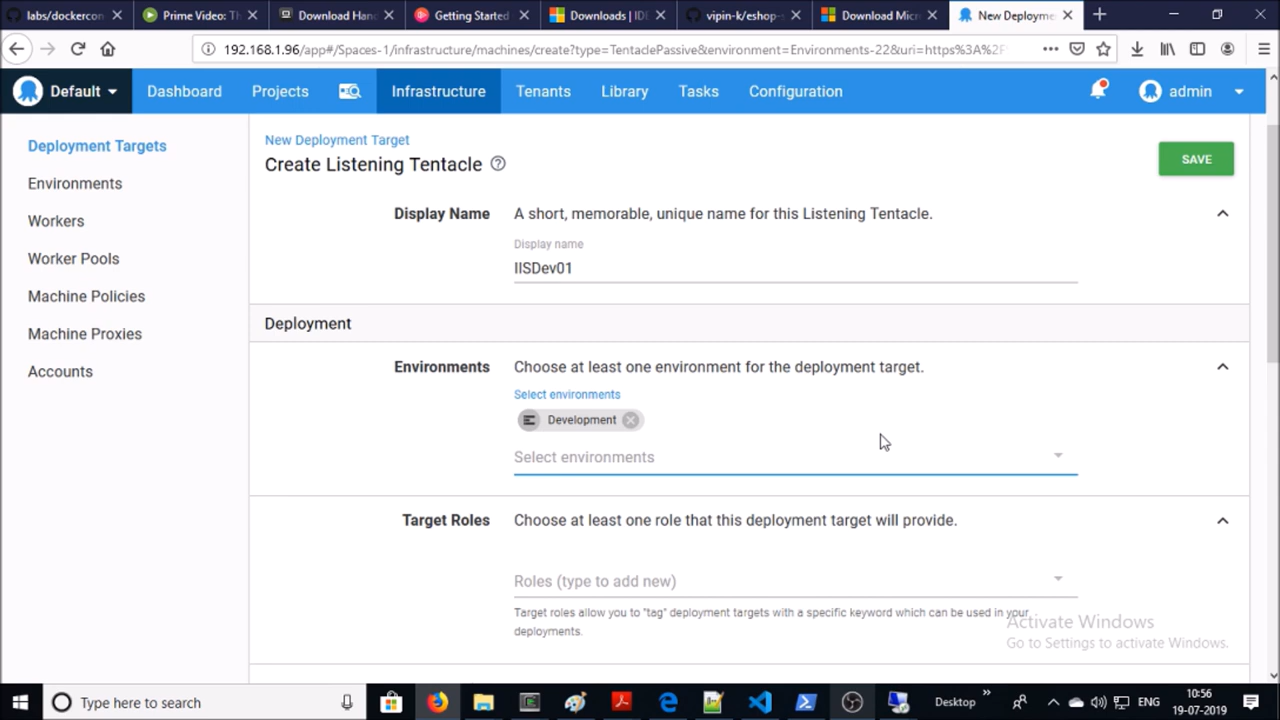 labs/dockercon
Prime Video: Th
Download Han
Getting Started
Downloads | IDE
vipin-k/eshop-
Download Micr
New Deployme
192.168.1.96/app#/Spaces-1/infrastructure/machines/create?type=TentadePassive&environment=Environments-22&uri=https%3A%2F
Default
Dashboard
Projects
Infrastructure
Tenants
Library
Tasks
Configuration
admin
Deployment Targets
Environments
Workers
Worker Pools
Machine Policies
Machine Proxies
Accounts
New Deployment Target
Create Listening Tentacle
SAVE
Display Name
A short, memorable, unique name for this Listening Tentacle.
Display name
IISDev01
Deployment
Environments
Choose at least one environment for the deployment target.
Select environments
Development
Select environments
Target Roles
Choose at least one role that this deployment target will provide.
Roles (type to add new)
Target roles allow you to "tag" deployment targets with a specific keyword which can be used in your
deployments.
Activate Windows
Go to Settings to activate Windows.
Type here to search
Desktop
ENG
10:56
19-07-2019